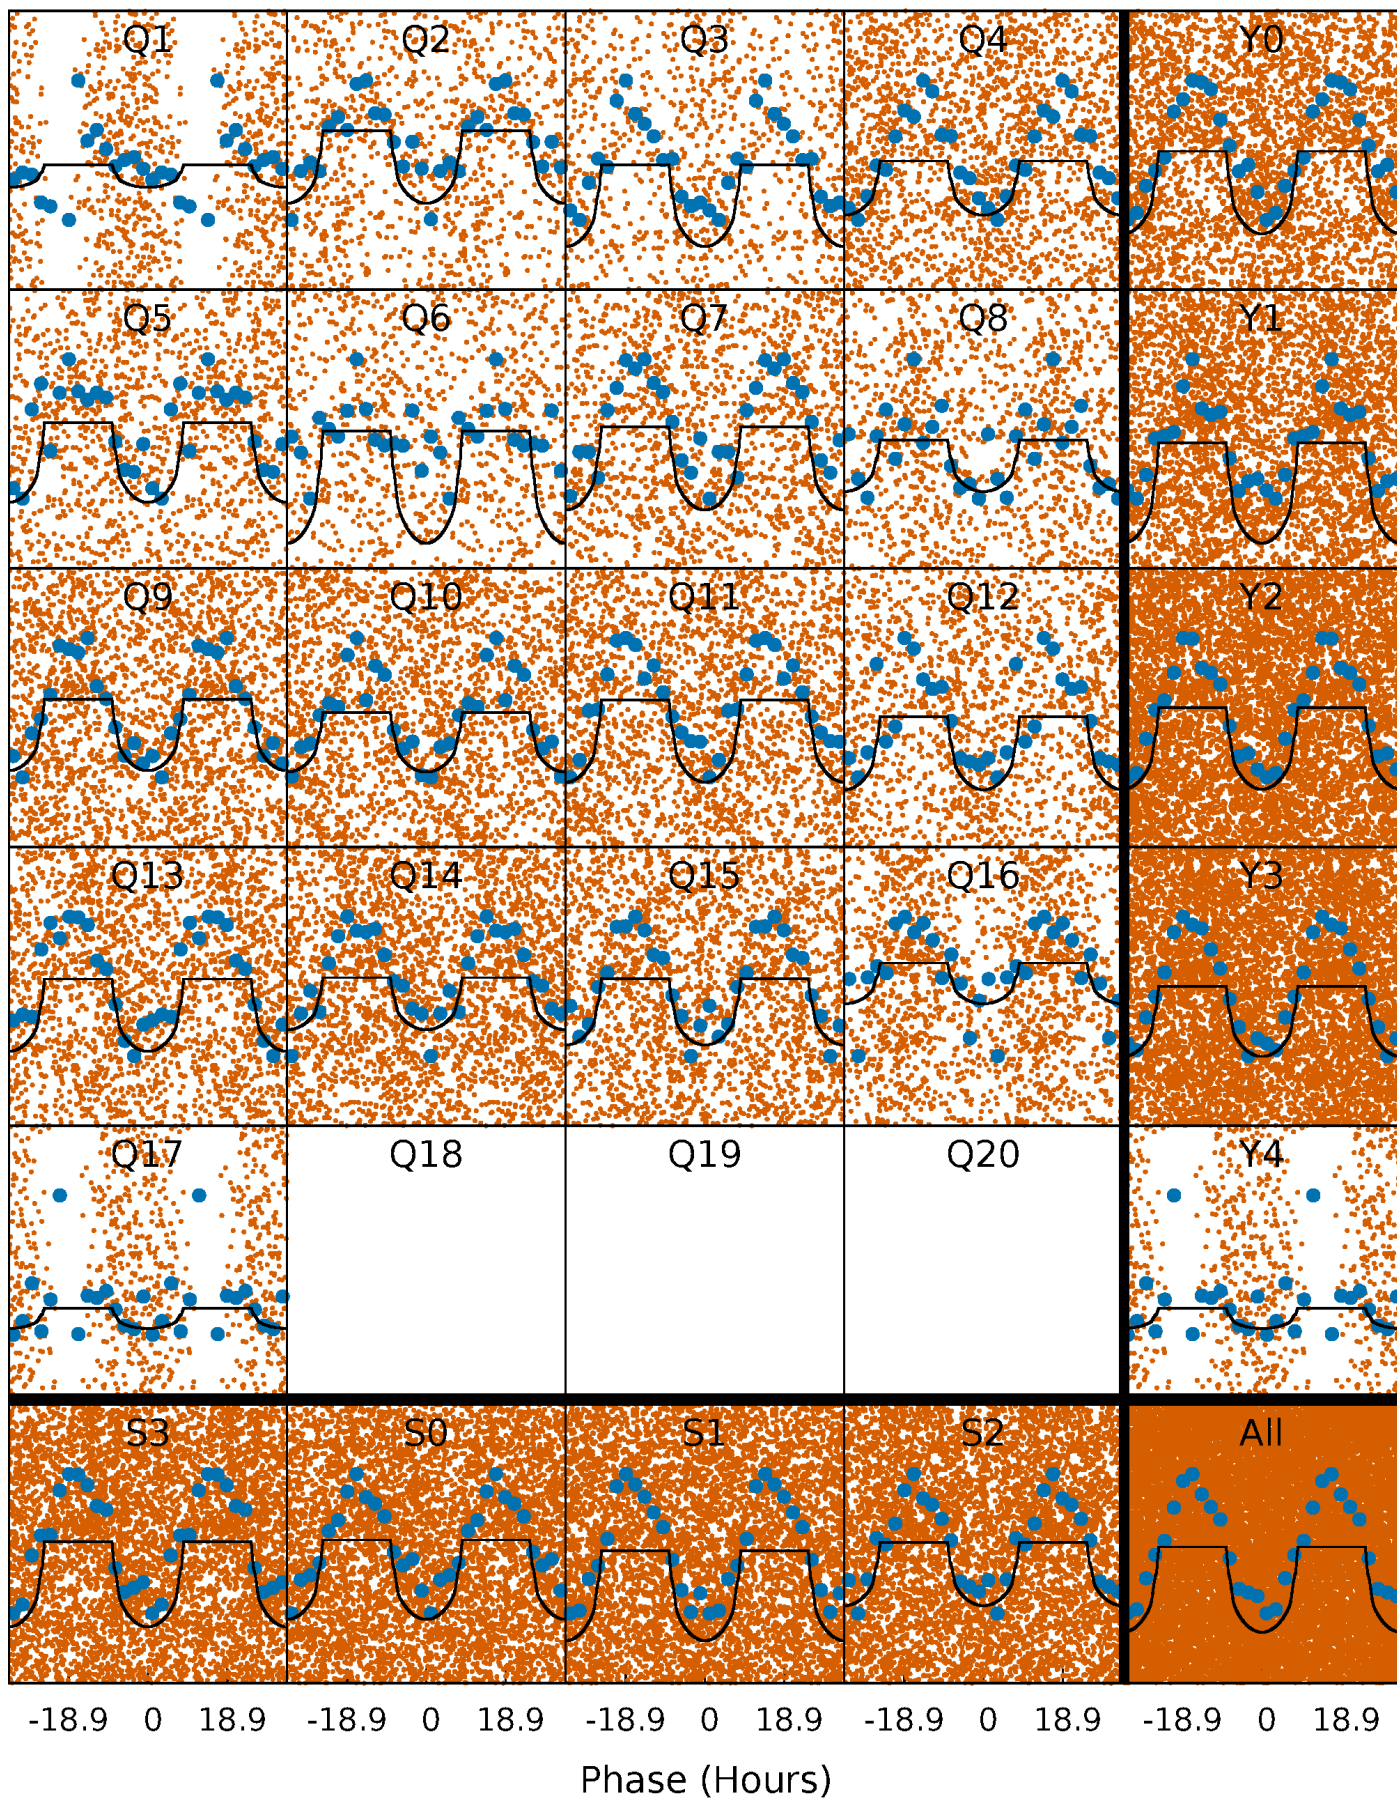 Q1 Q2 Q3 Q4 Y0
Q5 Q6 Q7 Q8 Y1
Q9 Q10 Q11 Q12 Y2
Q13 Q14 Q15 Q16 Y3
Q17 Q18 Q19 Q20 Y4
S3 S0 S1 S2 All
-18.9 0 18.9 -18.9 0 18.9 -18.9 0 18.9 -18.9 0 18.9 -18.9 0 18.9
Phase (Hours)